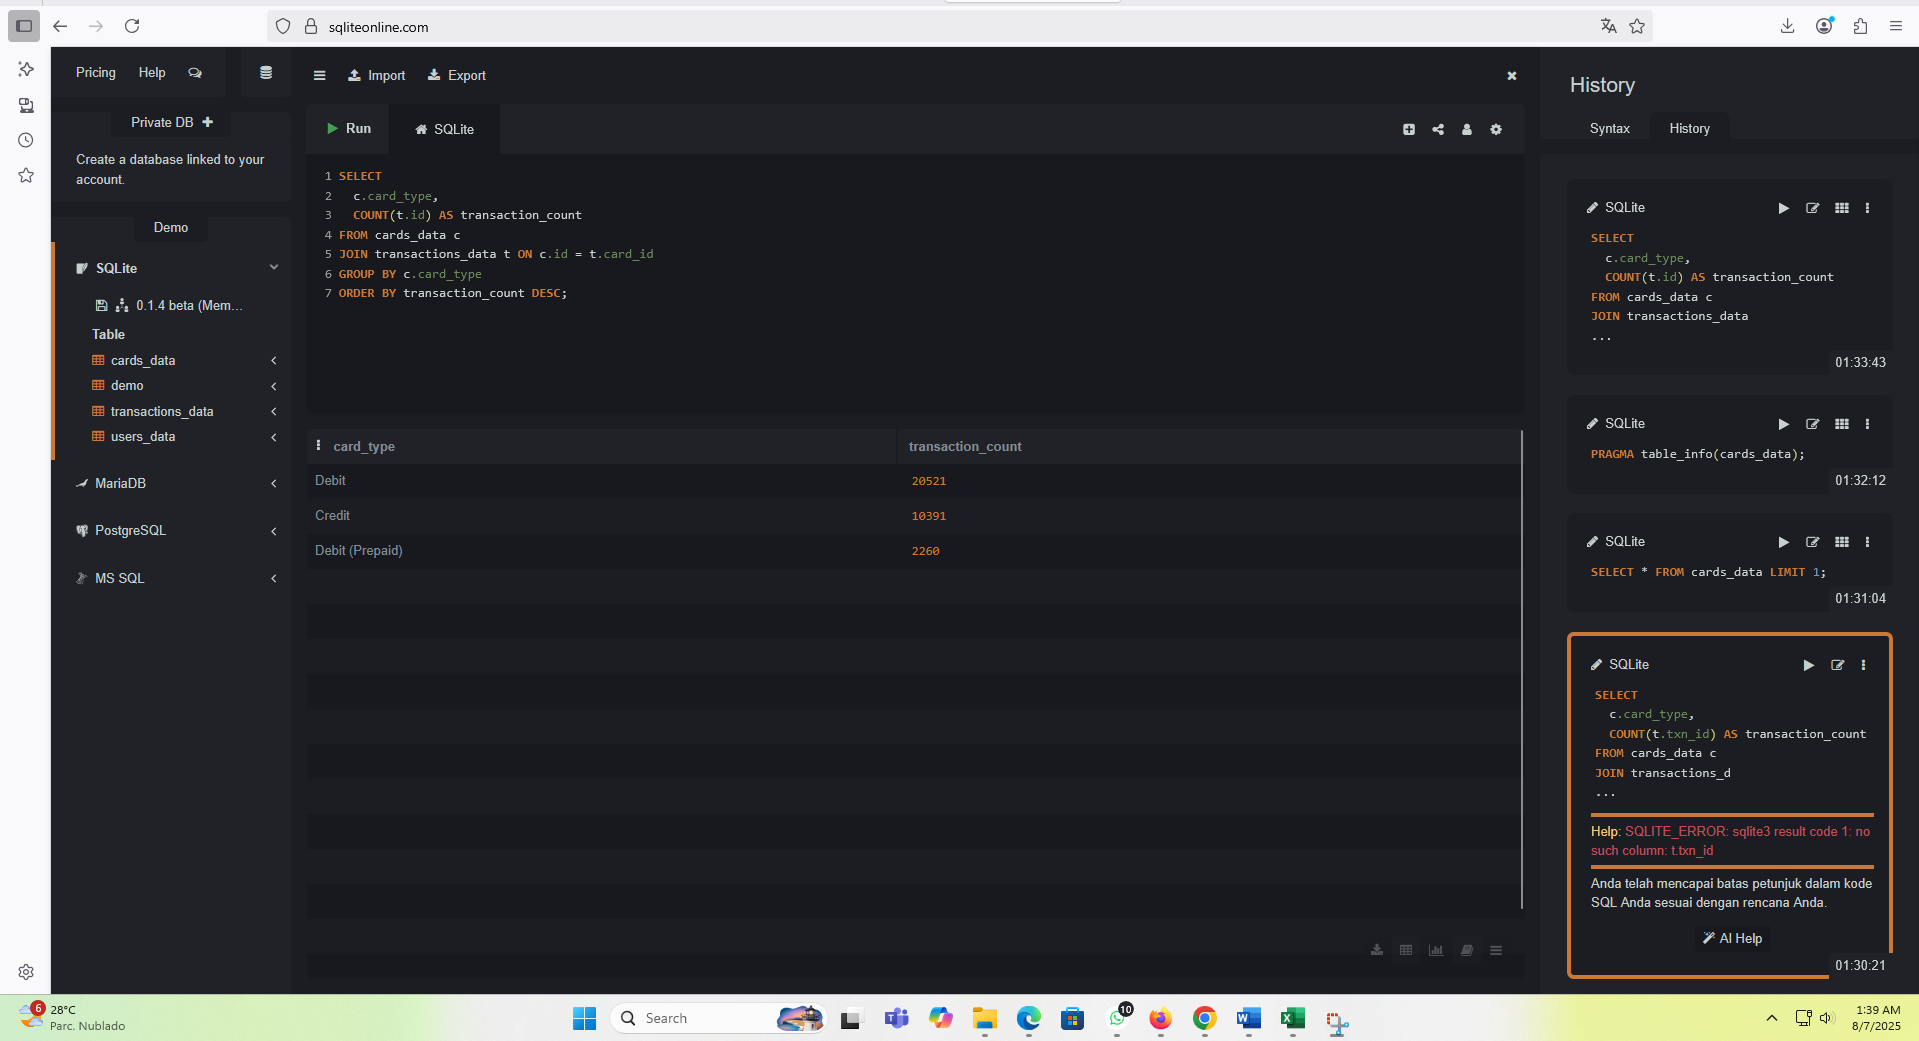 sqliteonline.com
Pricing
Help
Import
Export
Private DB
Create a database linked to your
account.
Demo
SQLite
0.1.4 beta (Mem...
Table
cards_data
demo
transactions_data
users_data
MariaDB
PostgreSQL
MS SQL
Run
SQLite
1 SELECT
2 c.card_type,
3 COUNT(t.id) AS transaction_count
4 FROM cards_data c
5 JOIN transactions_data t ON c.id = t.card_id
6 GROUP BY c.card_type
7 ORDER BY transaction_count DESC;
card_type transaction_count
Debit 20521
Credit 10391
Debit (Prepaid) 2260
History
Syntax
History
SQLite
SELECT
c.card_type,
COUNT(t.id) AS transaction_count
FROM cards_data c
JOIN transactions_data
...
01:33:43
SQLite
PRAGMA table_info(cards_data);
01:32:12
SQLite
SELECT * FROM cards_data LIMIT 1;
01:31:04
SQLite
SELECT
c.card_type,
COUNT(t.txn_id) AS transaction_count
FROM cards_data c
JOIN transactions_d
...
Help: SQLITE_ERROR: sqlite3 result code 1: no
such column: t.txn_id
Anda telah mencapai batas petunjuk dalam kode
SQL Anda sesuai dengan rencana Anda.
AI Help
01:30:21
6
28°C
Parc. Nublado
Search
10
1:39 AM
8/7/2025